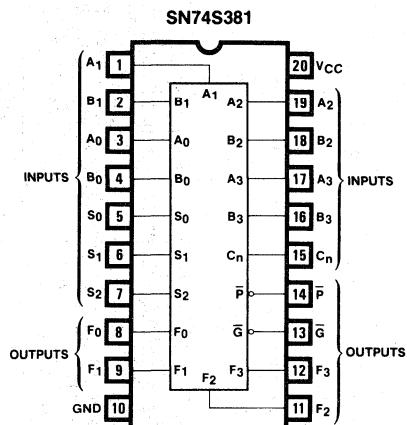 SN74S381
A1 1 A1 20 VCC
B1 2 B1 A2 19 A2
A0 3 A0 B2 18 B2
INPUTS B0 4 B0 A3 17 A3 INPUTS
S0 5 S0 B3 16 B3
S1 6 S1 Cn 15 Cn
S2 7 S2 P̅ 14 P̅
F0 8 F0 G̅ 13 G̅
OUTPUTS OUTPUTS
F1 9 F1 F3 12 F3
F2
GND 10 11 F2